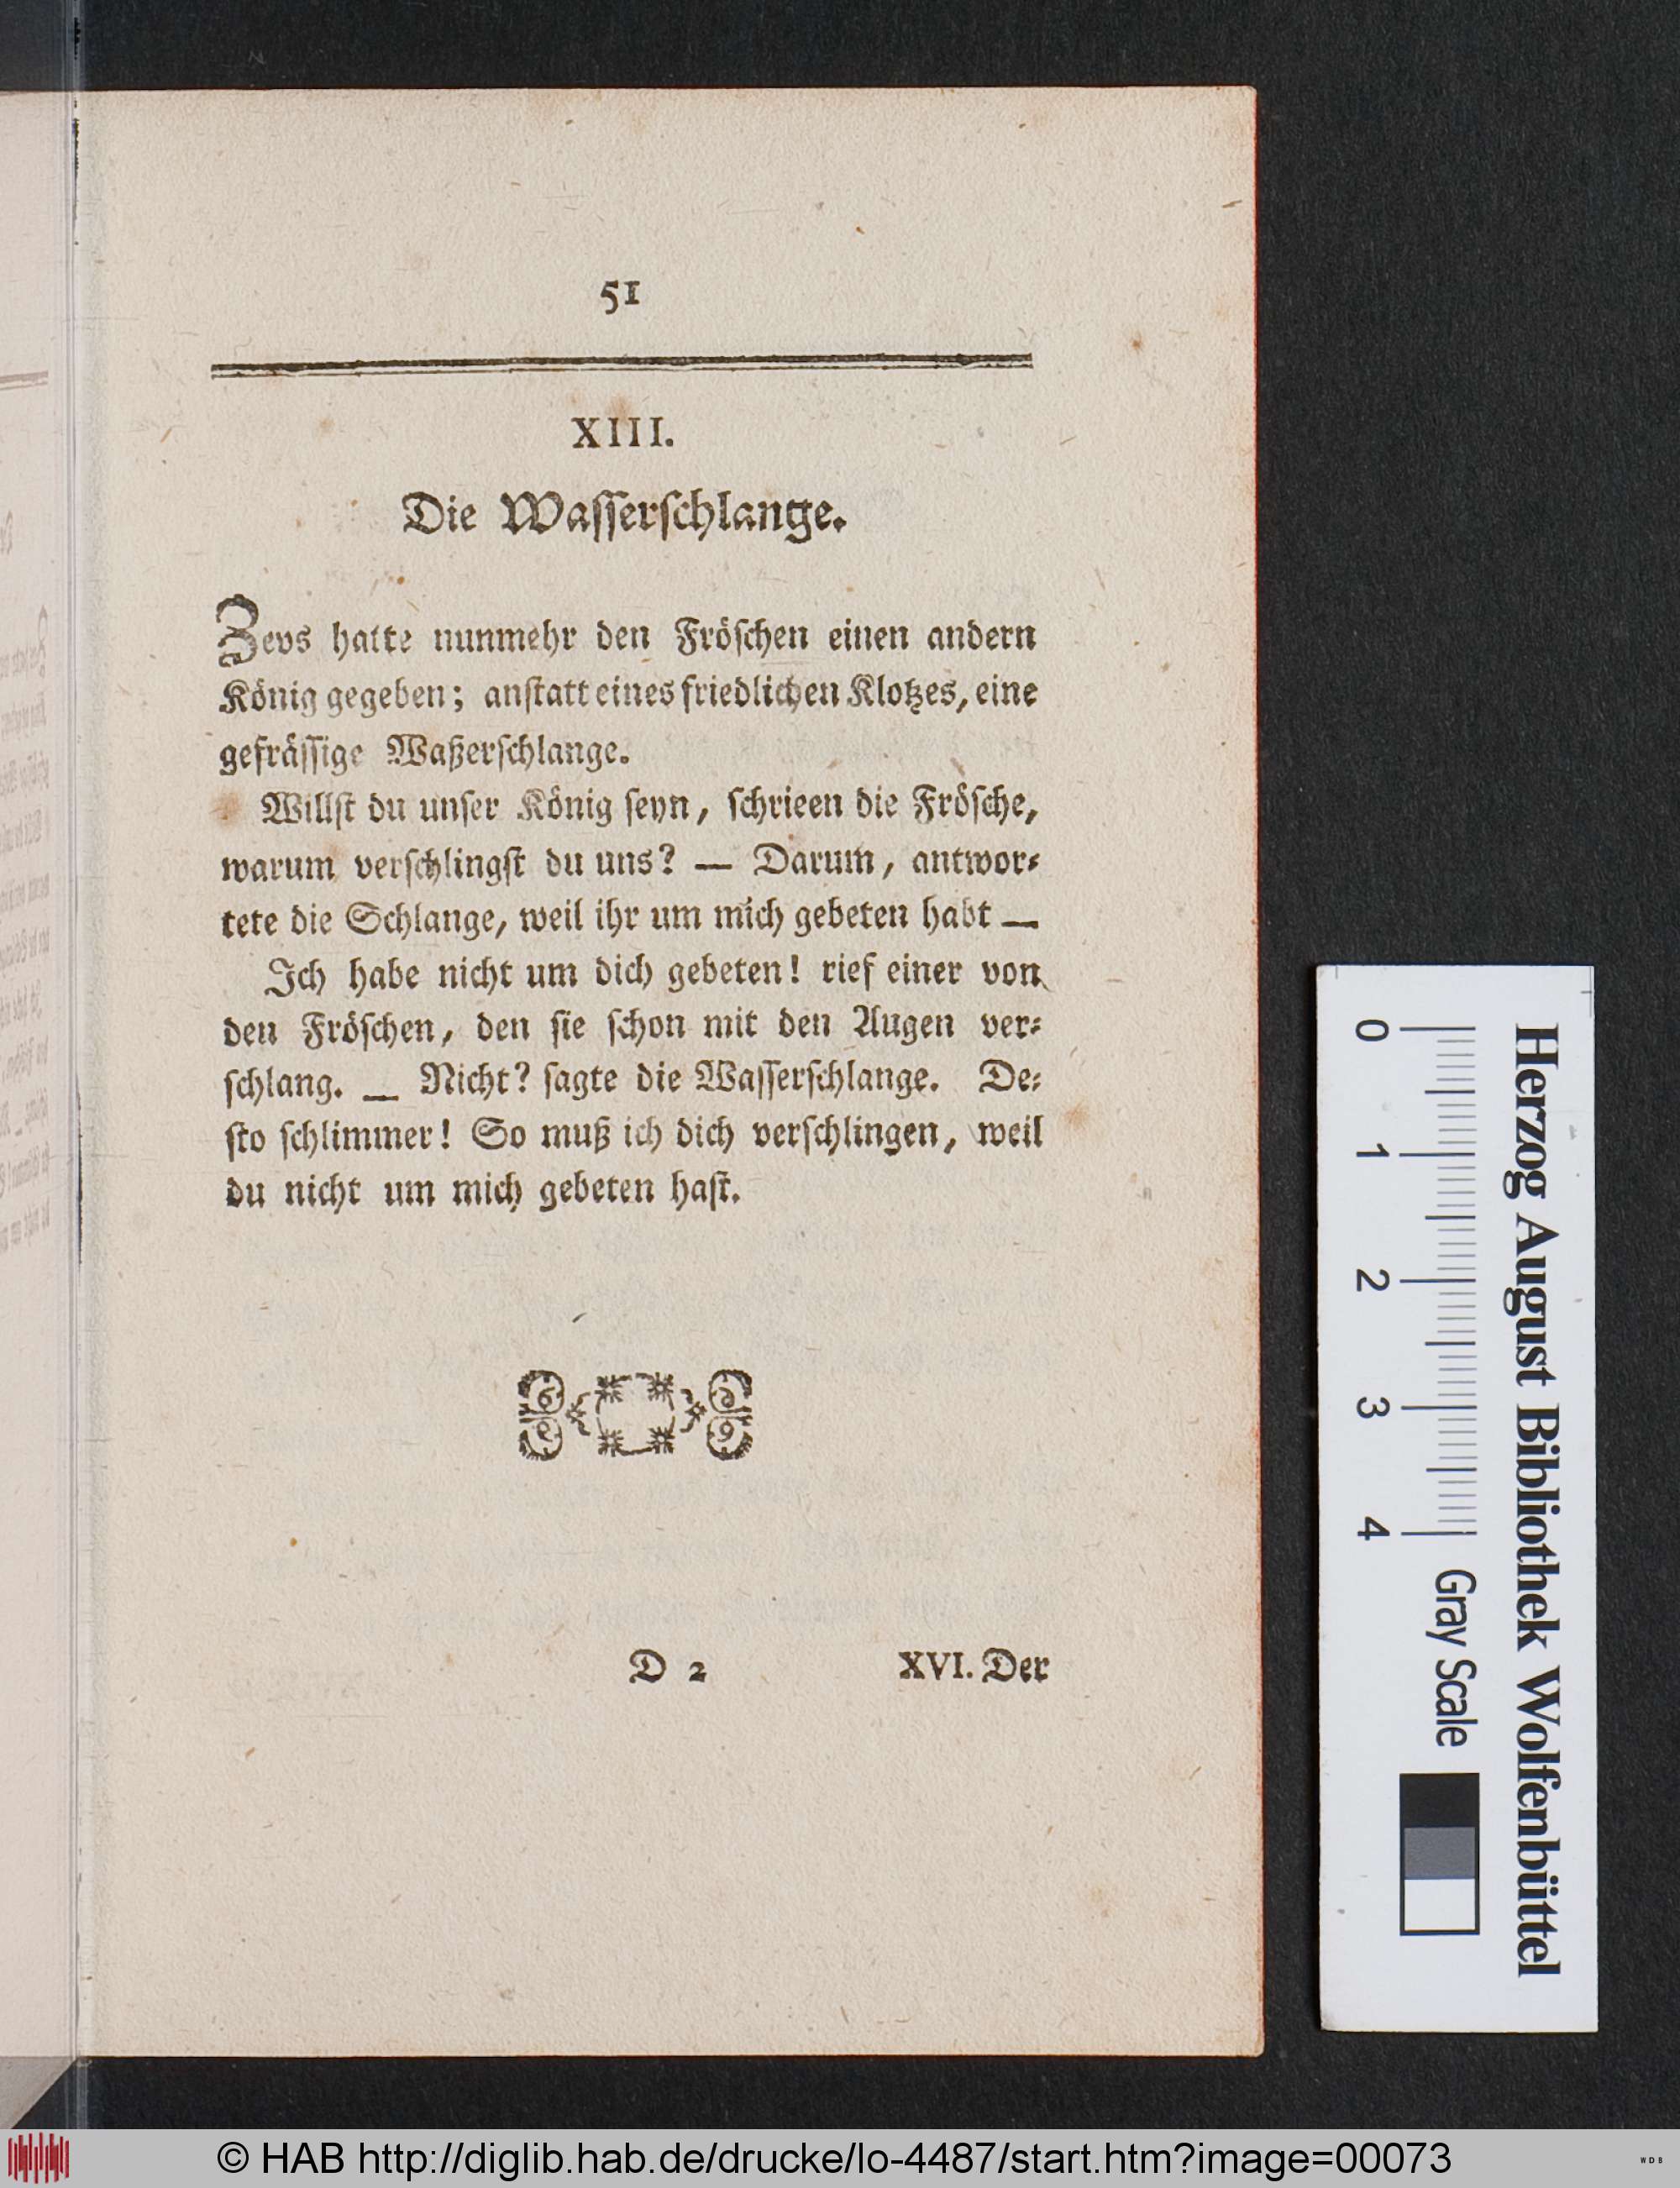 51
XIII.
Die Waſſerſchlange.
Zevs hatte nunmehr den Fröſchen einen andern
König gegeben; anſtatt eines friedlichen Klotzes, eine
gefräſſige Waßerſchlange.
Willſt du unſer König ſeyn, ſchrieen die Fröſche,
warum verſchlingſt du uns? — Darum, antwor⸗
tete die Schlange, weil ihr um mich gebeten habt —
Ich habe nicht um dich gebeten! rief einer von
den Fröſchen, den ſie ſchon mit den Augen ver⸗
ſchlang. — Nicht? ſagte die Waſſerſchlange. De⸗
ſto ſchlimmer! So muß ich dich verſchlingen, weil
du nicht um mich gebeten haſt.
D 2
XVI. Der
Herzog August Bibliothek Wolfenbüttel
0 1 2 3 4 Gray Scale
© HAB http://diglib.hab.de/drucke/lo-4487/start.htm?image=00073
WDB